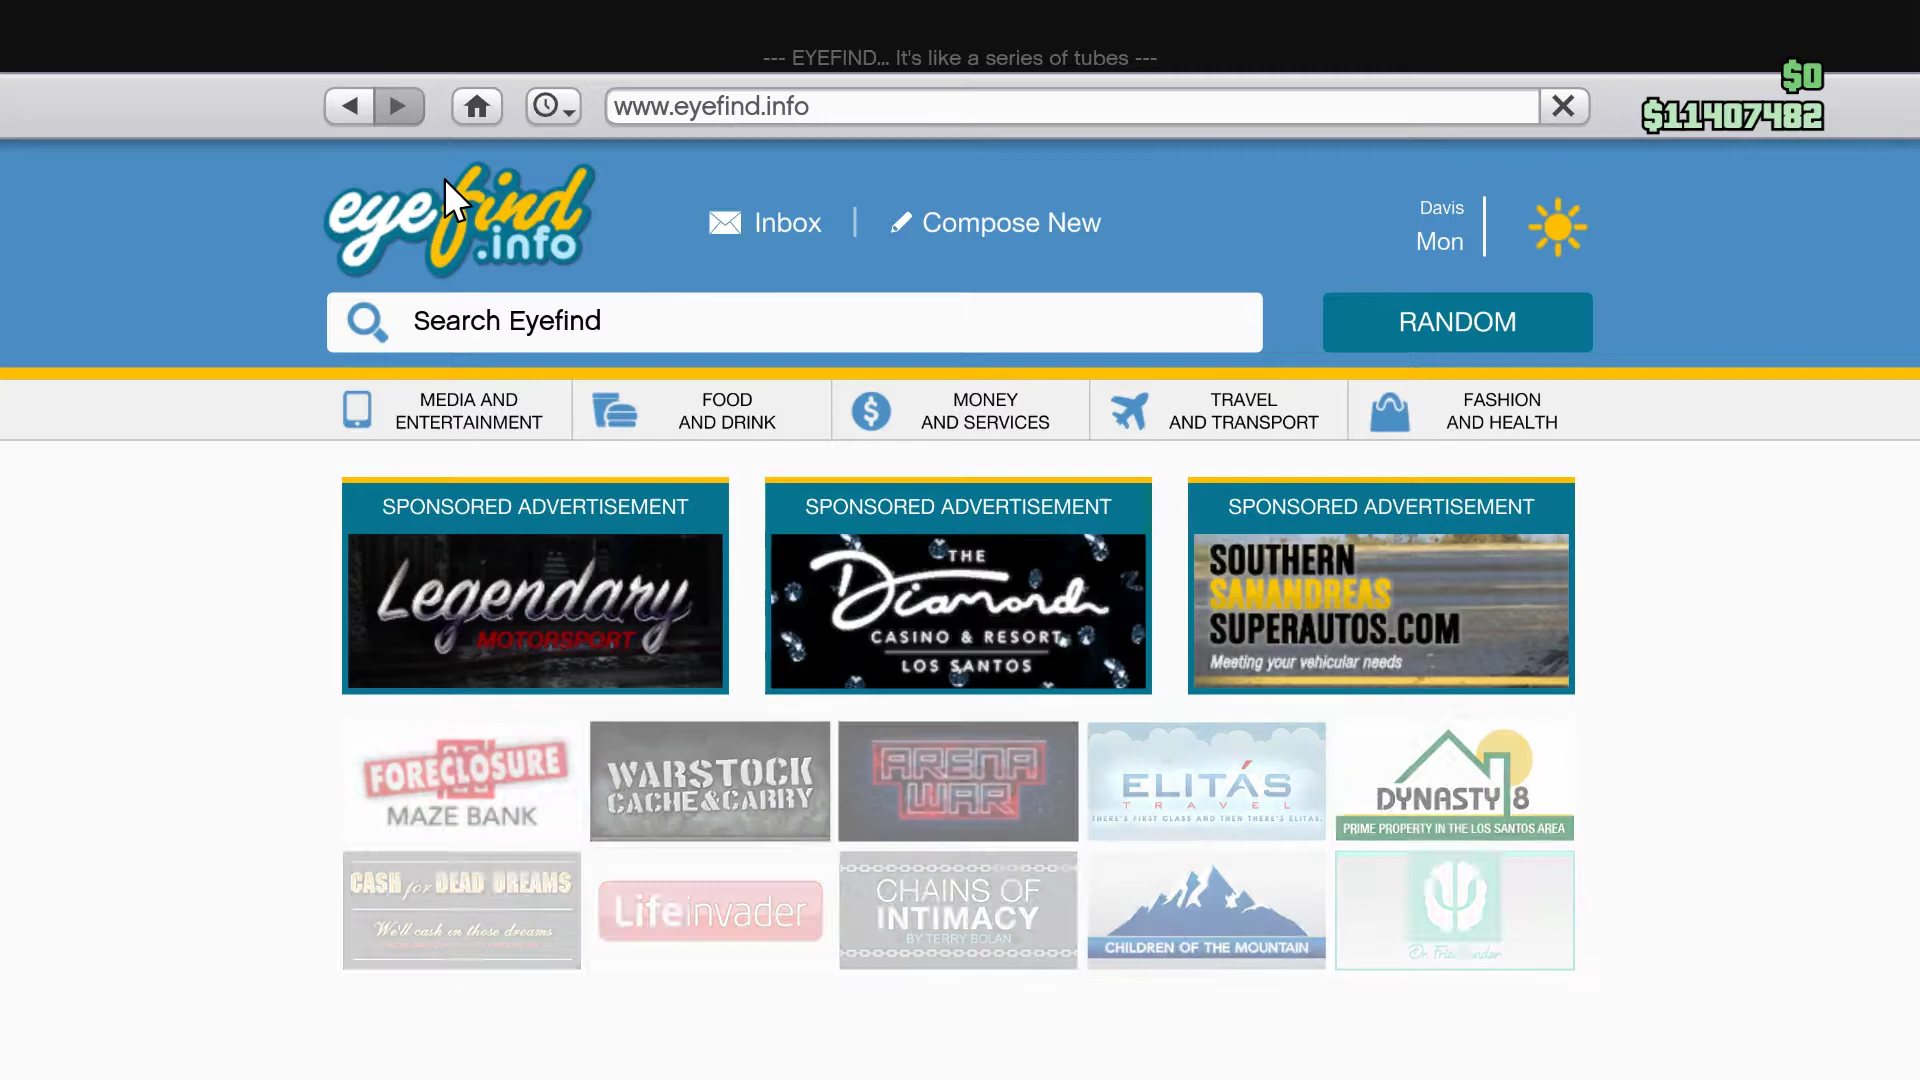 --- EYEFIND... It's like a series of tubes ---
$0
www.eyefind.info
$11407482
eyefind
.info
Inbox
Compose New
Davis
Mon
Search Eyefind
RANDOM
MEDIA AND
ENTERTAINMENT
FOOD
AND DRINK
MONEY
AND SERVICES
TRAVEL
AND TRANSPORT
FASHION
AND HEALTH
SPONSORED ADVERTISEMENT
Legendary
MOTORSPORT
SPONSORED ADVERTISEMENT
THE
Diamond
CASINO & RESORT
LOS SANTOS
SPONSORED ADVERTISEMENT
SOUTHERN
SANANDREAS
SUPERAUTOS.COM
Meeting your vehicular needs
FORECLOSURE
MAZE BANK
WARSTOCK
CACHE&CARRY
ARENA
WAR
ELITÁS
TRAVEL
THERE'S FIRST CLASS AND THEN THERE'S ELITAS.
DYNASTY 8
PRIME PROPERTY IN THE LOS SANTOS AREA
CASH for DEAD DREAMS
We'll cash in those dreams
Lifeinvader
CHAINS OF
INTIMACY
BY TERRY BOLAN
CHILDREN OF THE MOUNTAIN
Dr. Friedlander